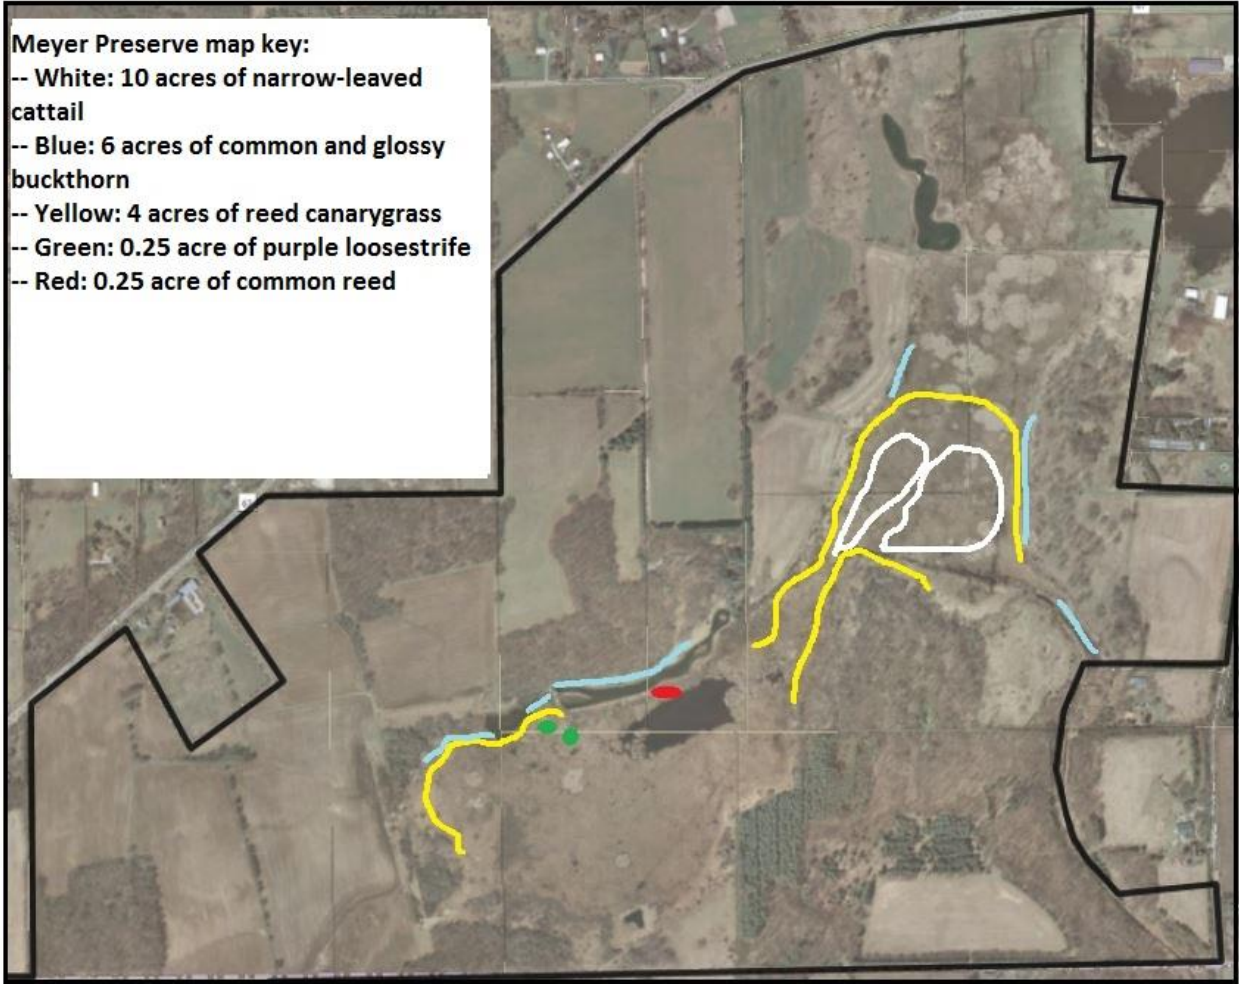 Meyer Preserve map key:
-- White: 10 acres of narrow-leaved
cattail
-- Blue: 6 acres of common and glossy
buckthorn
-- Yellow: 4 acres of reed canarygrass
-- Green: 0.25 acre of purple loosestrife
-- Red: 0.25 acre of common reed